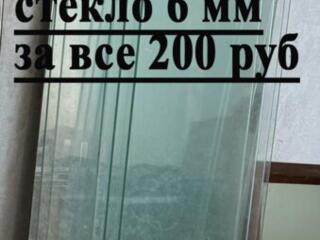 стекло 6 мм
за все 200 руб